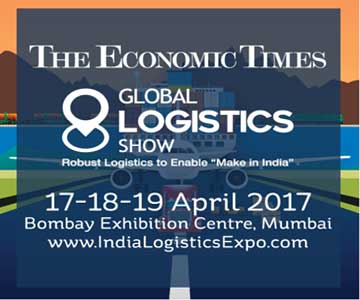 THE ECONOMIC TIMES
GLOBAL
LOGISTICS
SHOW
Robust Logistics to Enable "Make in India"
17-18-19 April 2017
Bombay Exhibition Centre, Mumbai
www.IndiaLogisticsExpo.com